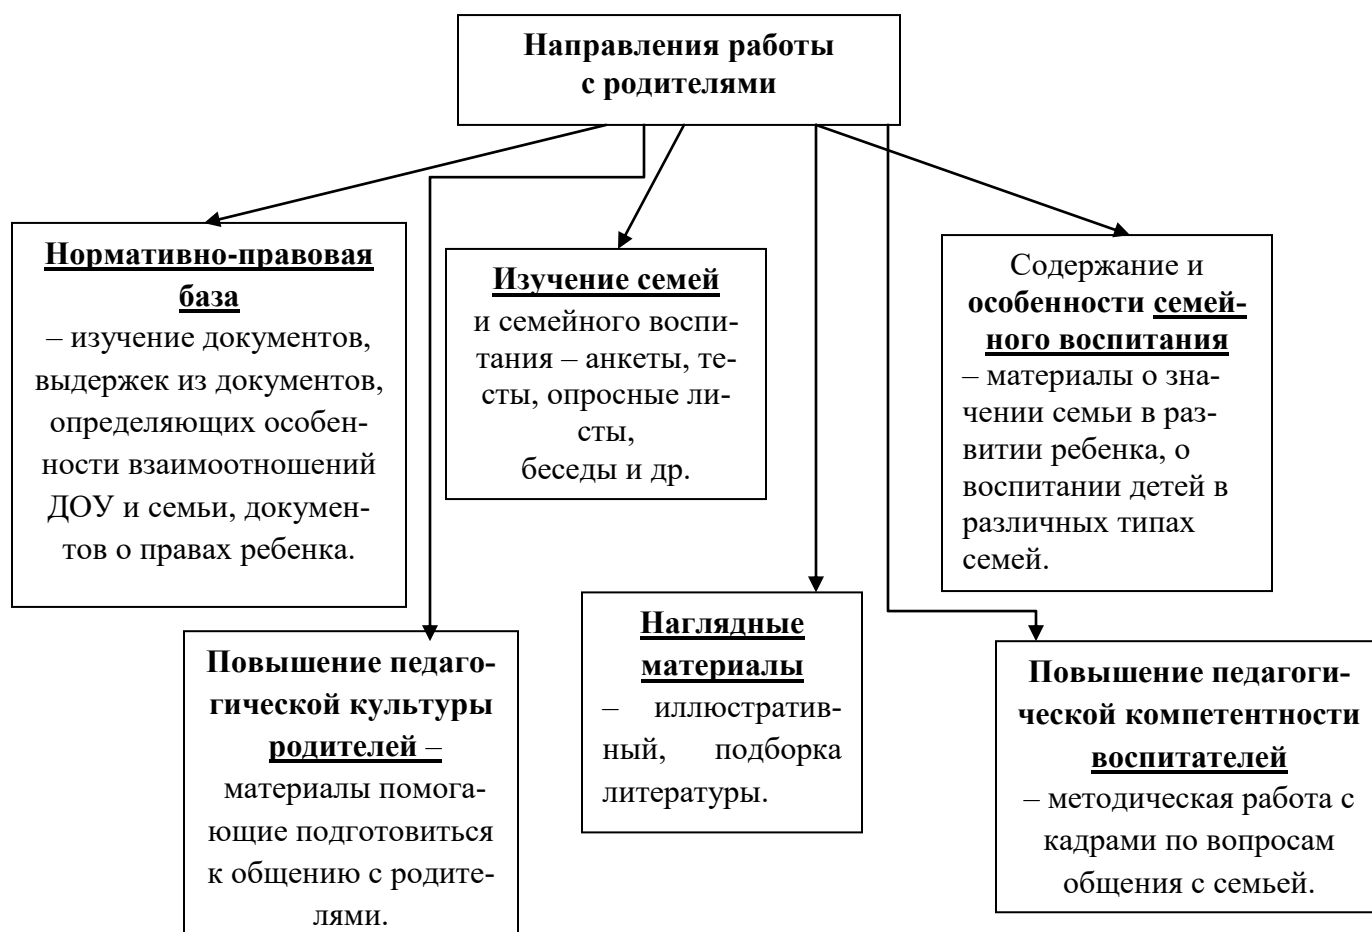 Направления работы
с родителями
Нормативно-правовая
база
– изучение документов,
выдержек из документов,
определяющих особен-
ности взаимоотношений
ДОУ и семьи, докумен-
тов о правах ребенка.
Изучение семей
и семейного воспи-
тания – анкеты, те-
сты, опросные ли-
сты,
беседы и др.
Содержание и
особенности семей-
ного воспитания
– материалы о зна-
чении семьи в раз-
витии ребенка, о
воспитании детей в
различных типах
семей.
Повышение педаго-
гической культуры
родителей –
материалы помога-
ющие подготовиться
к общению с родите-
лями.
Наглядные
материалы
– иллюстратив-
ный, подборка
литературы.
Повышение педагоги-
ческой компетентности
воспитателей
– методическая работа с
кадрами по вопросам
общения с семьей.